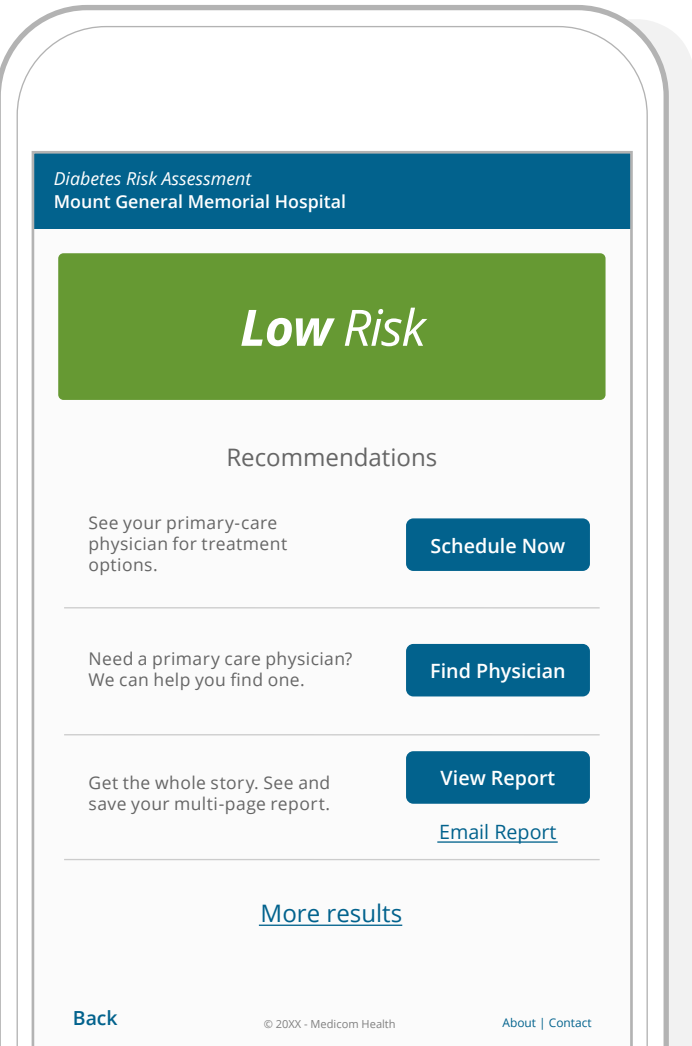 Diabetes Risk Assessment
Mount General Memorial Hospital
Low Risk
Recommendations
See your primary-care
physician for treatment
options.
Schedule Now
Need a primary care physician?
We can help you find one.
Find Physician
Get the whole story. See and
save your multi-page report.
View Report
Email Report
More results
Back
© 20XX - Medicom Health
About | Contact